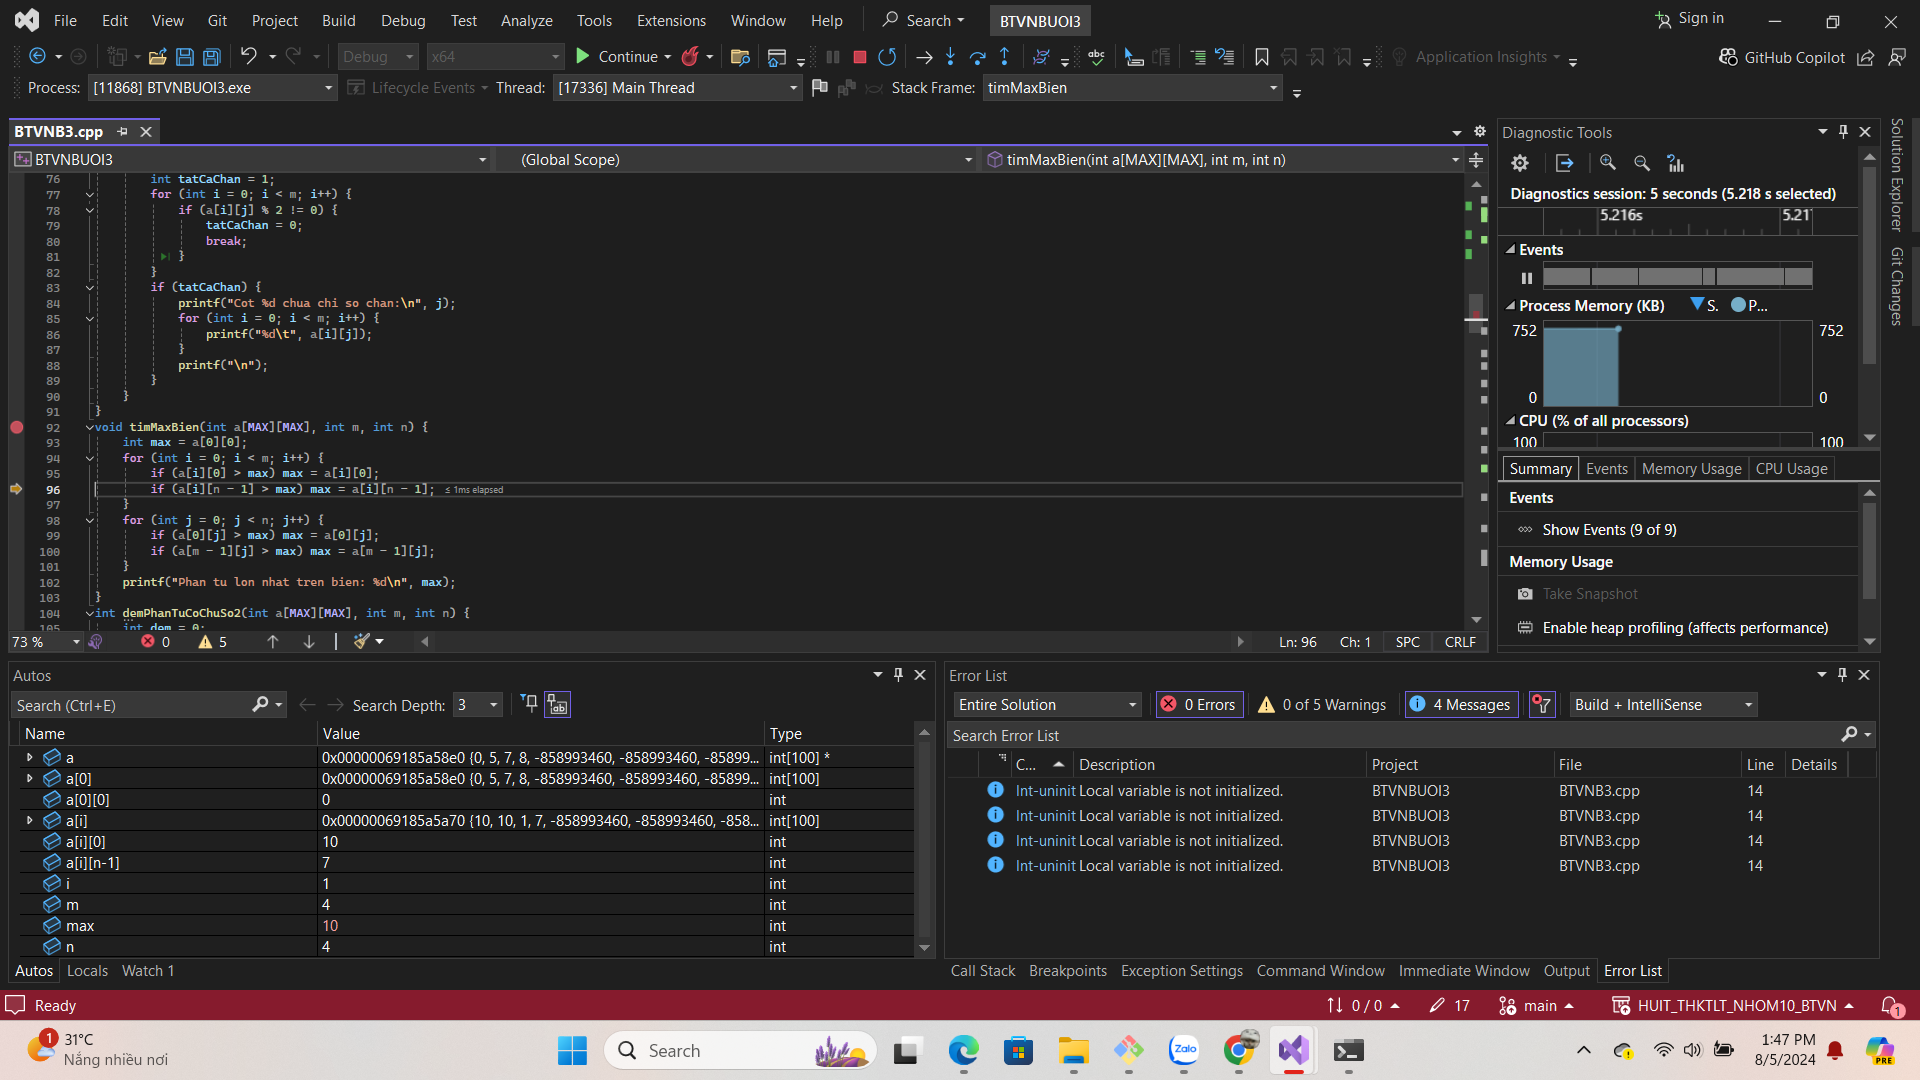 File Edit View Git Project Build Debug Test Analyze Tools Extensions Window Help Search BTVNBUOI3 Sign in
Debug x64 Continue Application Insights GitHub Copilot
Process: [11868] BTVNBUOI3.exe Lifecycle Events Thread: [17336] Main Thread Stack Frame: timMaxBien
BTVNB3.cpp
BTVNBUOI3 (Global Scope) timMaxBien(int a[MAX][MAX], int m, int n)
76 int tatCaChan = 1;
77 for (int i = 0; i < m; i++) {
78 if (a[i][j] % 2 != 0) {
79 tatCaChan = 0;
80 break;
81 }
82 }
83 if (tatCaChan) {
84 printf("Cot %d chua chi so chan:\n", j);
85 for (int i = 0; i < m; i++) {
86 printf("%d\t", a[i][j]);
87 }
88 printf("\n");
89 }
90 }
91 }
92 void timMaxBien(int a[MAX][MAX], int m, int n) {
93 int max = a[0][0];
94 for (int i = 0; i < m; i++) {
95 if (a[i][0] > max) max = a[i][0];
96 if (a[i][n - 1] > max) max = a[i][n - 1]; ≤ 1ms elapsed
97 }
98 for (int j = 0; j < n; j++) {
99 if (a[0][j] > max) max = a[0][j];
100 if (a[m - 1][j] > max) max = a[m - 1][j];
101 }
102 printf("Phan tu lon nhat tren bien: %d\n", max);
103 }
104 int demPhanTuCoChuSo2(int a[MAX][MAX], int m, int n) {
105 int dem = 0;
73 % 0 5 Ln: 96 Ch: 1 SPC CRLF
Diagnostic Tools
Diagnostics session: 5 seconds (5.218 s selected)
5.216s 5.21
Events
Process Memory (KB) S. P...
752 752
0 0
CPU (% of all processors)
100 100
Summary Events Memory Usage CPU Usage
Events
Show Events (9 of 9)
Memory Usage
Take Snapshot
Enable heap profiling (affects performance)
Solution Explorer
Git Changes
Autos
Search (Ctrl+E) Search Depth: 3
Name Value Type
a 0x00000069185a58e0 {0, 5, 7, 8, -858993460, -858993460, -85899... int[100] *
a[0] 0x00000069185a58e0 {0, 5, 7, 8, -858993460, -858993460, -85899... int[100]
a[0][0] 0 int
a[i] 0x00000069185a5a70 {10, 10, 1, 7, -858993460, -858993460, -858... int[100]
a[i][0] 10 int
a[i][n-1] 7 int
i 1 int
m 4 int
max 10 int
n 4 int
Autos Locals Watch 1
Error List
Entire Solution 0 Errors 0 of 5 Warnings 4 Messages Build + IntelliSense
Search Error List
C... Description Project File Line Details
Int-uninit Local variable is not initialized. BTVNBUOI3 BTVNB3.cpp 14
Int-uninit Local variable is not initialized. BTVNBUOI3 BTVNB3.cpp 14
Int-uninit Local variable is not initialized. BTVNBUOI3 BTVNB3.cpp 14
Int-uninit Local variable is not initialized. BTVNBUOI3 BTVNB3.cpp 14
Call Stack Breakpoints Exception Settings Command Window Immediate Window Output Error List
Ready 0 / 0 17 main HUIT_THKTLT_NHOM10_BTVN 1
1 31°C
Nắng nhiều nơi
Search
Zalo
1:47 PM
8/5/2024
PRE